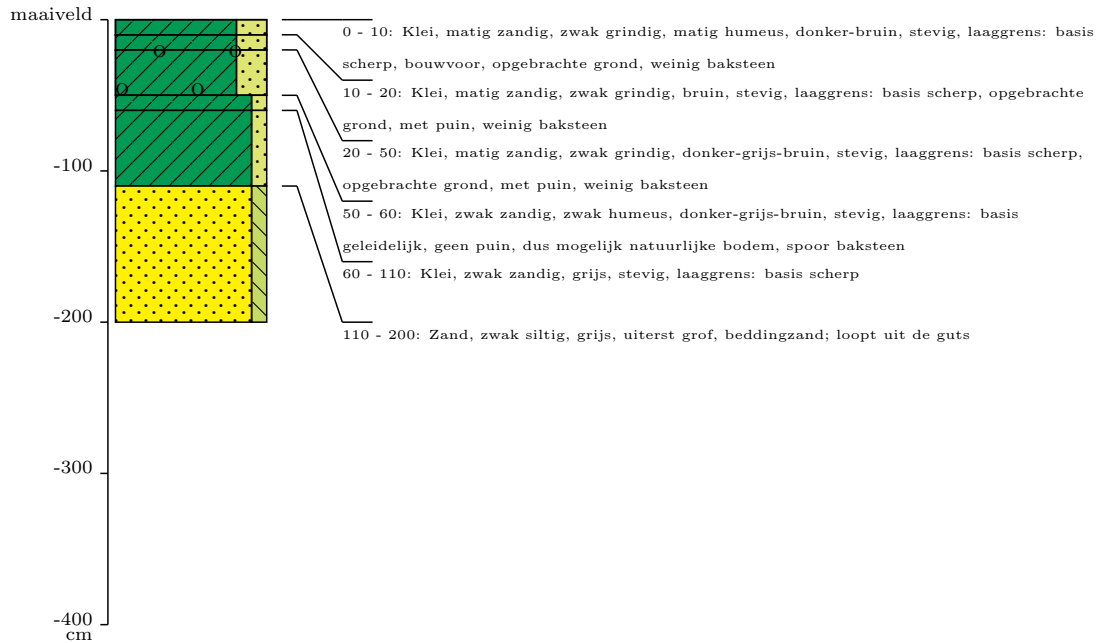 maaiveld
0 - 10: Klei, matig zandig, zwak grindig, matig humeus, donker-bruin, stevig, laaggrens: basis
scherp, bouwvoor, opgebrachte grond, weinig baksteen
10 - 20: Klei, matig zandig, zwak grindig, bruin, stevig, laaggrens: basis scherp, opgebrachte
grond, met puin, weinig baksteen
20 - 50: Klei, matig zandig, zwak grindig, donker-grijs-bruin, stevig, laaggrens: basis scherp,
-100
opgebrachte grond, met puin, weinig baksteen
50 - 60: Klei, zwak zandig, zwak humeus, donker-grijs-bruin, stevig, laaggrens: basis
geleidelijk, geen puin, dus mogelijk natuurlijke bodem, spoor baksteen
60 - 110: Klei, zwak zandig, grijs, stevig, laaggrens: basis scherp
-200
110 - 200: Zand, zwak siltig, grijs, uiterst grof, beddingzand; loopt uit de guts
-300
-400
cm